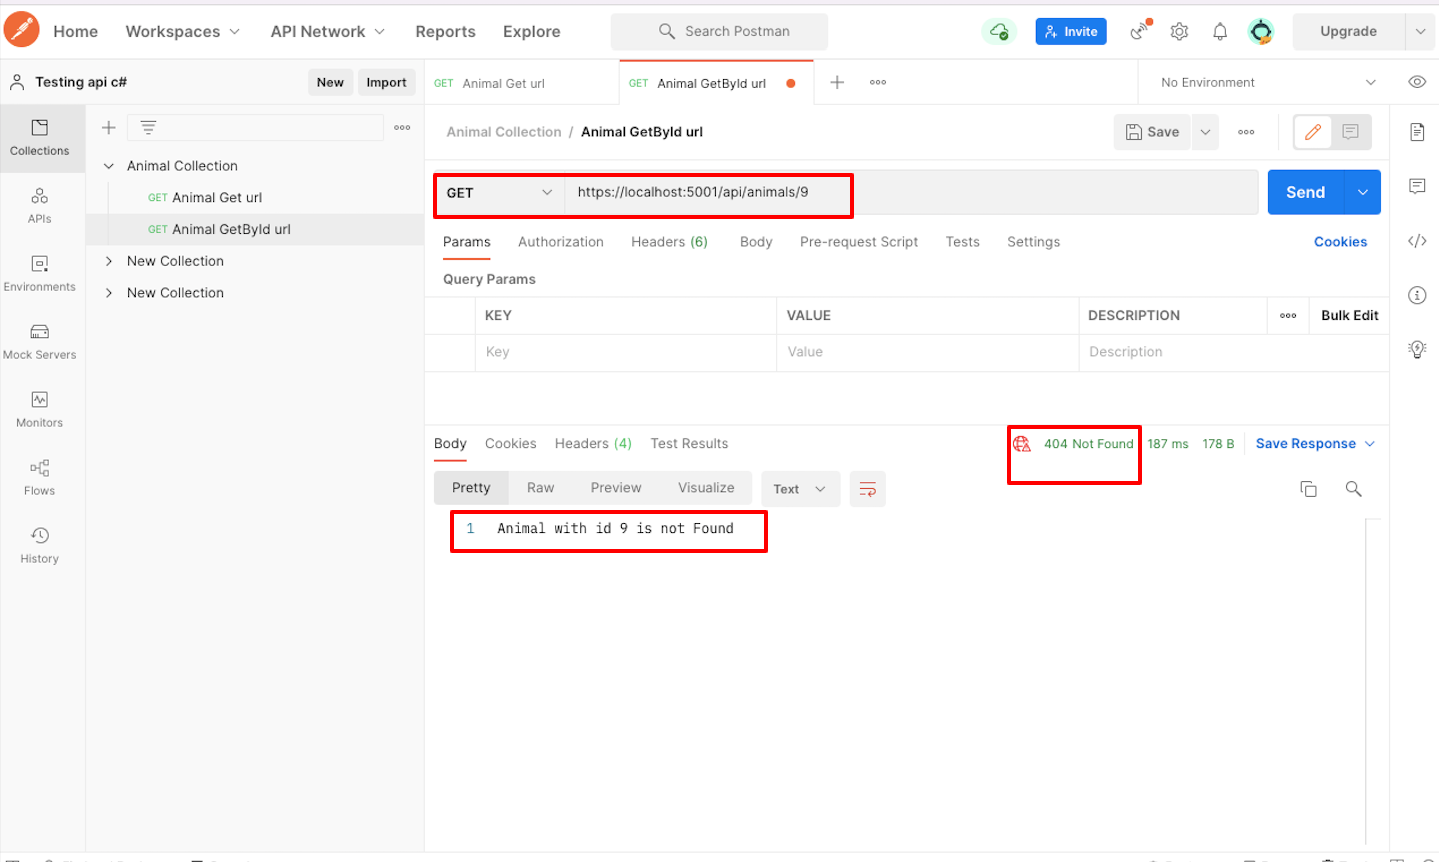 Home Workspaces API Network Reports Explore Search Postman Invite Upgrade
Testing api c# New Import GET Animal Get url GET Animal GetById url No Environment
Collections
APIs
Environments
Mock Servers
Monitors
Flows
History
Animal Collection
GET Animal Get url
GET Animal GetById url
New Collection
New Collection
Animal Collection / Animal GetById url Save
GET https://localhost:5001/api/animals/9 Send
Params Authorization Headers (6) Body Pre-request Script Tests Settings Cookies
Query Params
KEY VALUE DESCRIPTION Bulk Edit
Key Value Description
Body Cookies Headers (4) Test Results 404 Not Found 187 ms 178 B Save Response
Pretty Raw Preview Visualize Text
1 Animal with id 9 is not Found